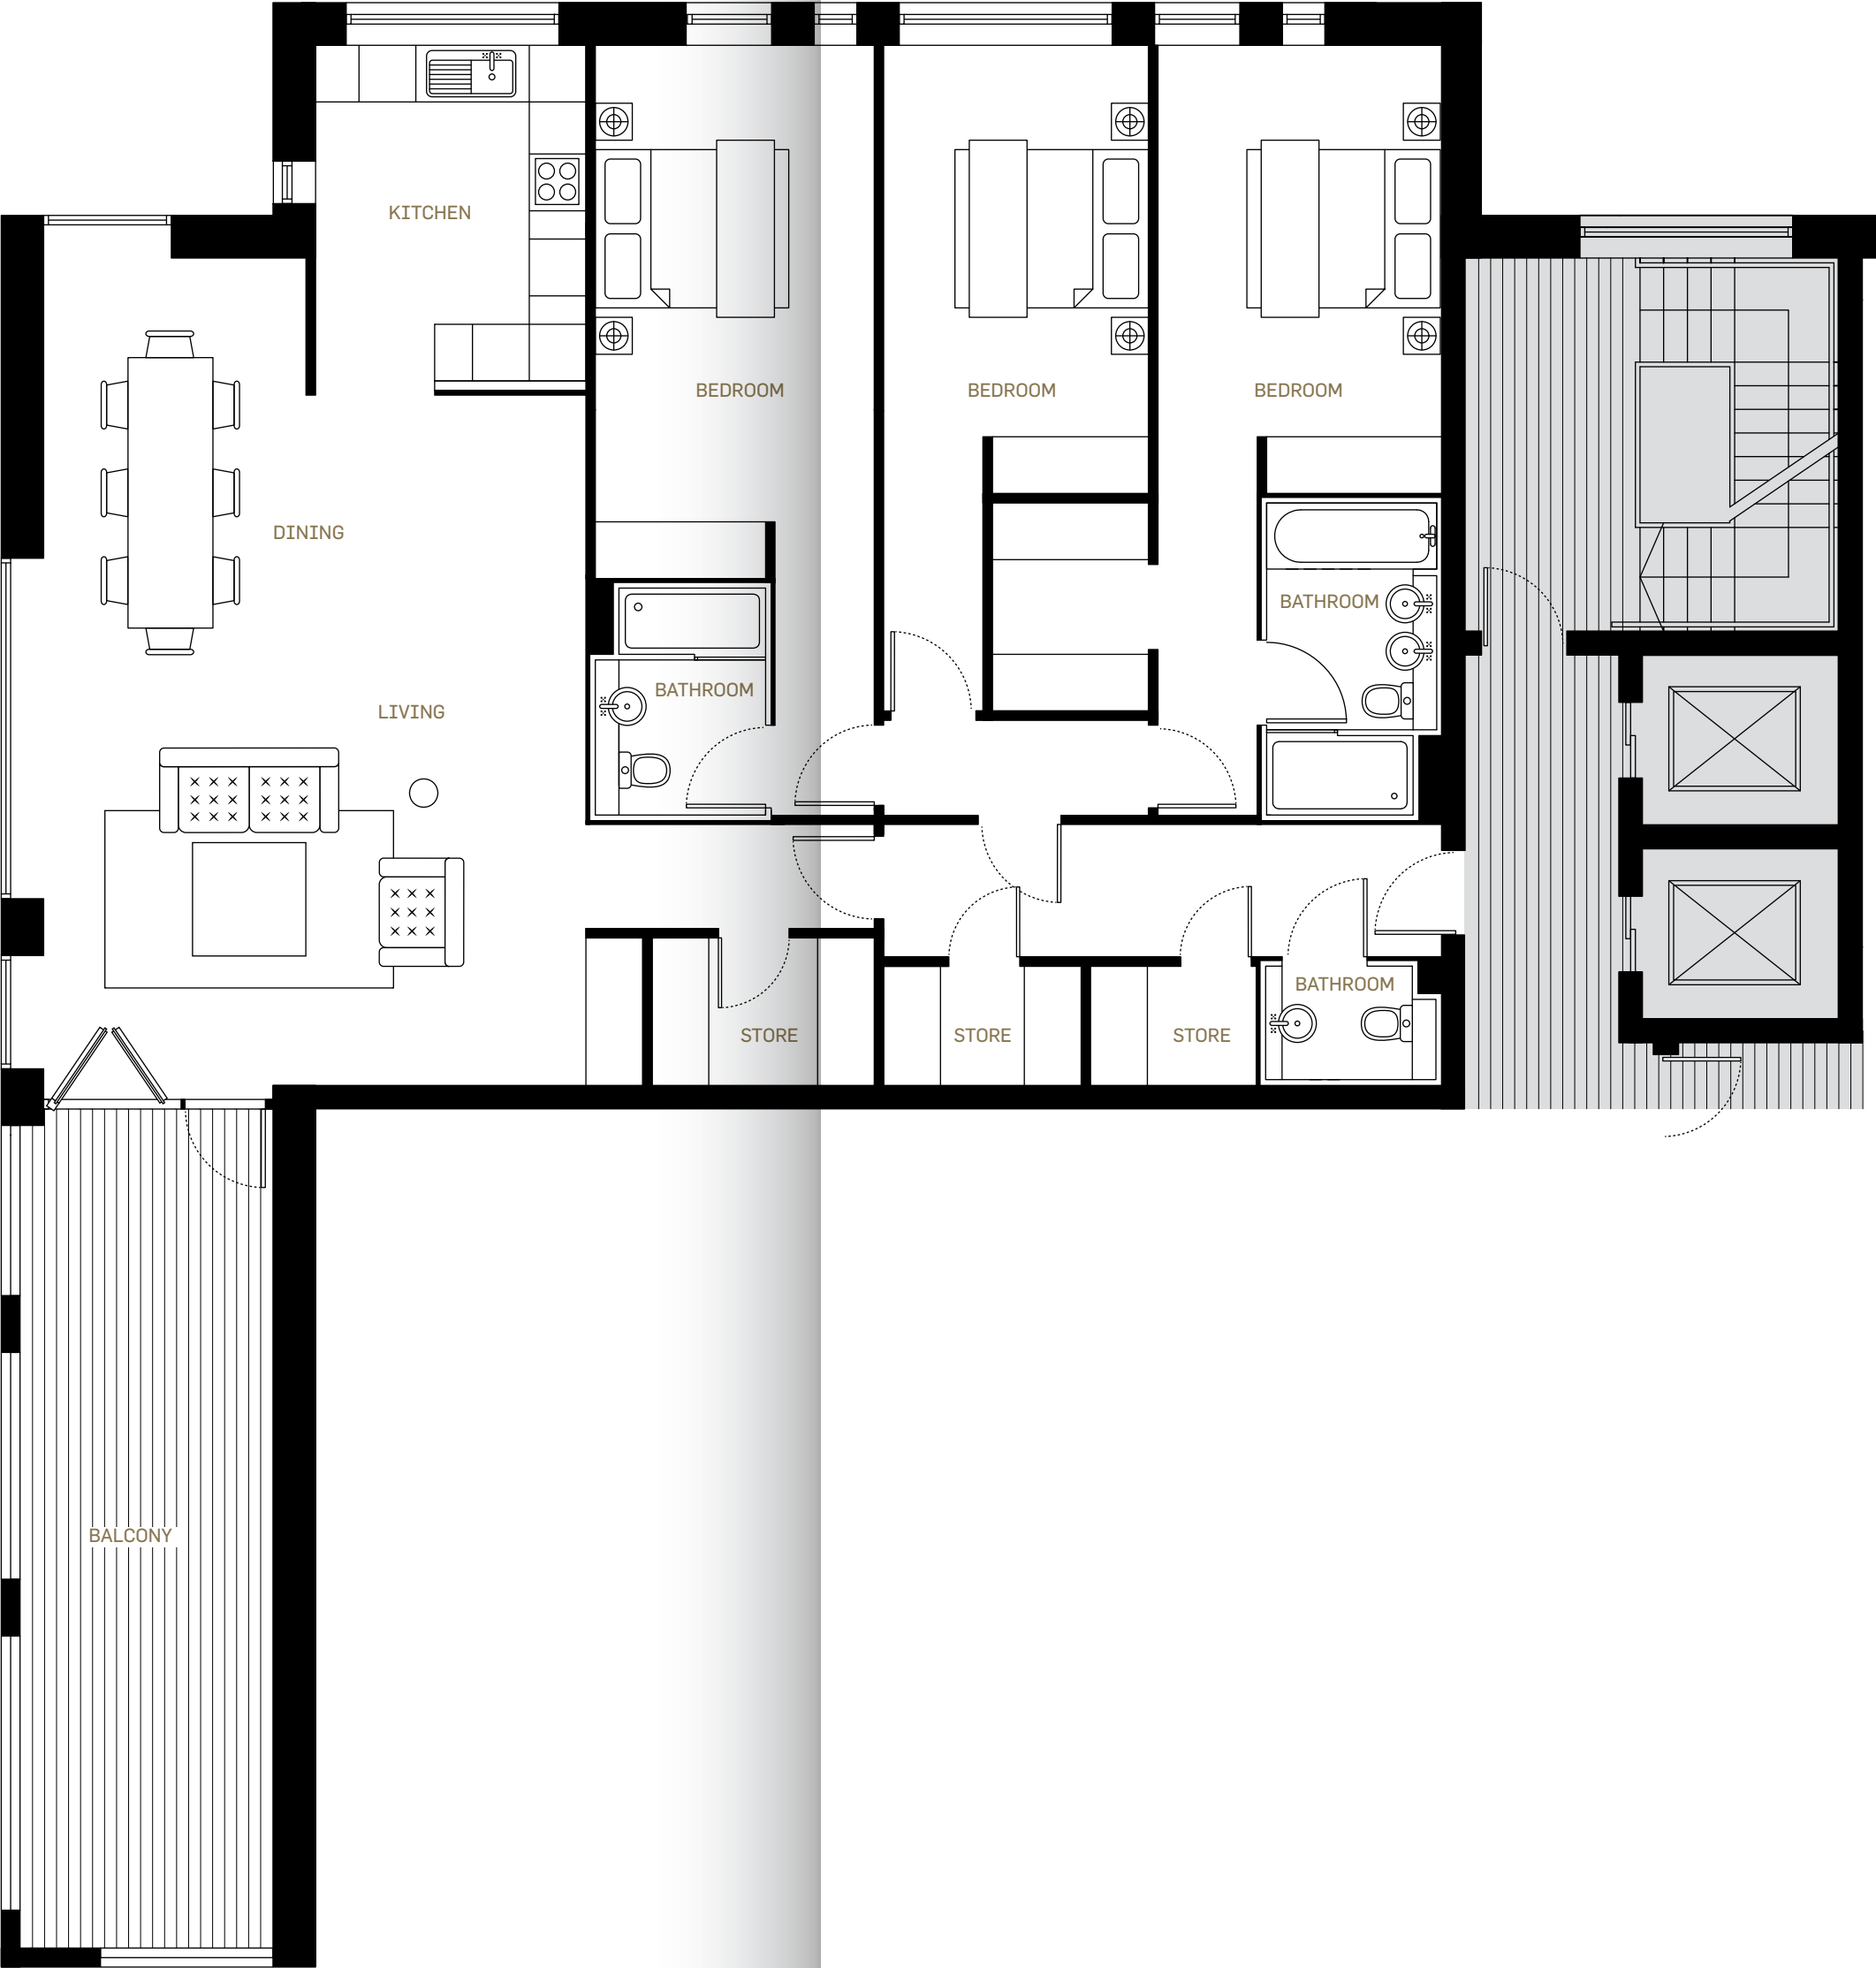 KITCHEN
BEDROOM
BEDROOM
BEDROOM
DINING
BATHROOM
BATHROOM
LIVING
BATHROOM
STORE
STORE
STORE
BALCONY